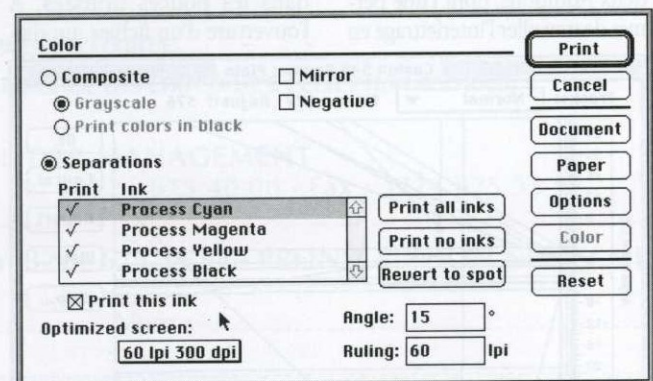 Color
Print
Composite
Mirror
Cancel
Grayscale
Negative
Print colors in black
Document
Separations
Paper
Print Ink
Process Cyan
Print all inks
Options
Process Magenta
Process Yellow
Print no inks
Color
Process Black
Revert to spot
Reset
Print this ink
Angle: 15 °
Optimized screen:
60 lpi 300 dpi
Ruling: 60 lpi